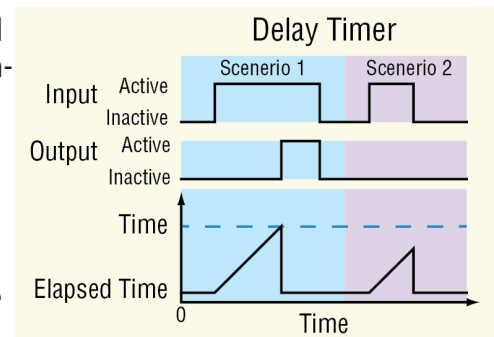 Delay Timer
Scenerio 1
Scenerio 2
Input
Active
Inactive
Output
Active
Inactive
Time
Elapsed Time
0
Time